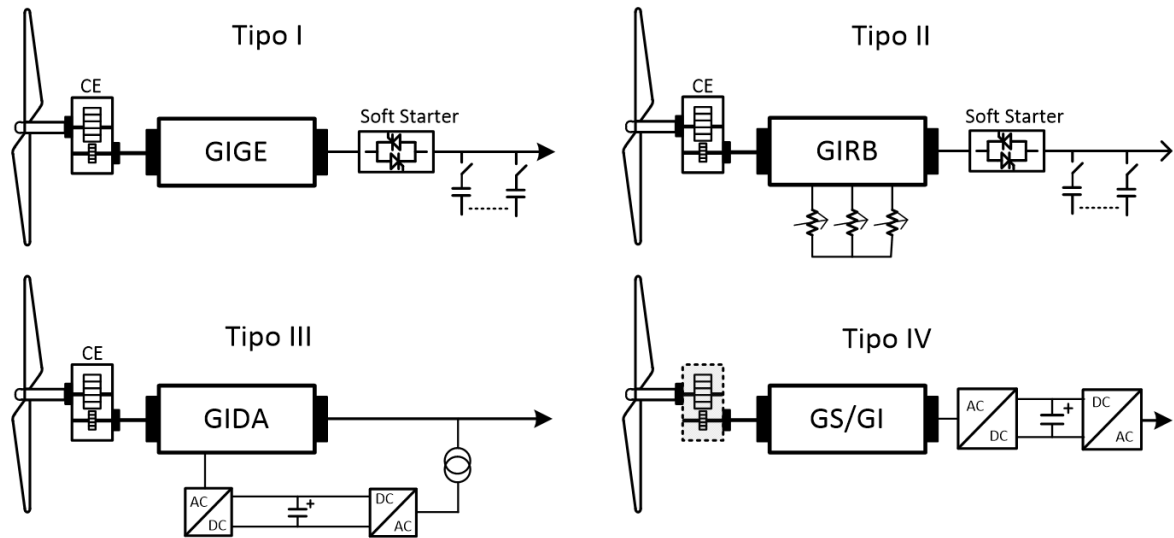 Tipo I
CE
GIGE
Soft Starter
Tipo II
CE
GIRB
Soft Starter
Tipo III
CE
GIDA
AC
DC
+
DC
AC
Tipo IV
GS/GI
AC
DC
+
DC
AC